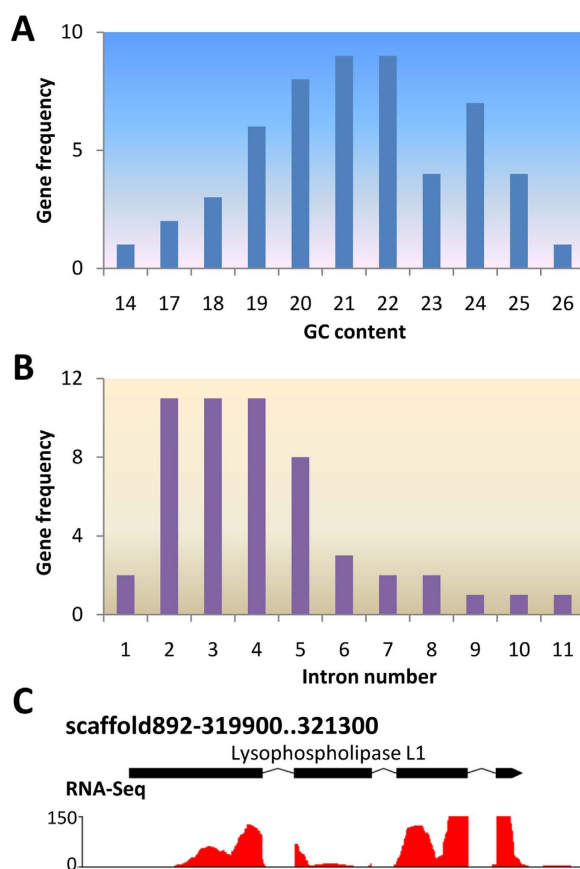 A
10
5
0
Gene frequency
14 17 18 19 20 21 22 23 24 25 26
GC content
B
12
8
4
0
Gene frequency
1 2 3 4 5 6 7 8 9 10 11
Intron number
C
scaffold892-319900..321300
Lysophospholipase L1
RNA-Seq
150
0